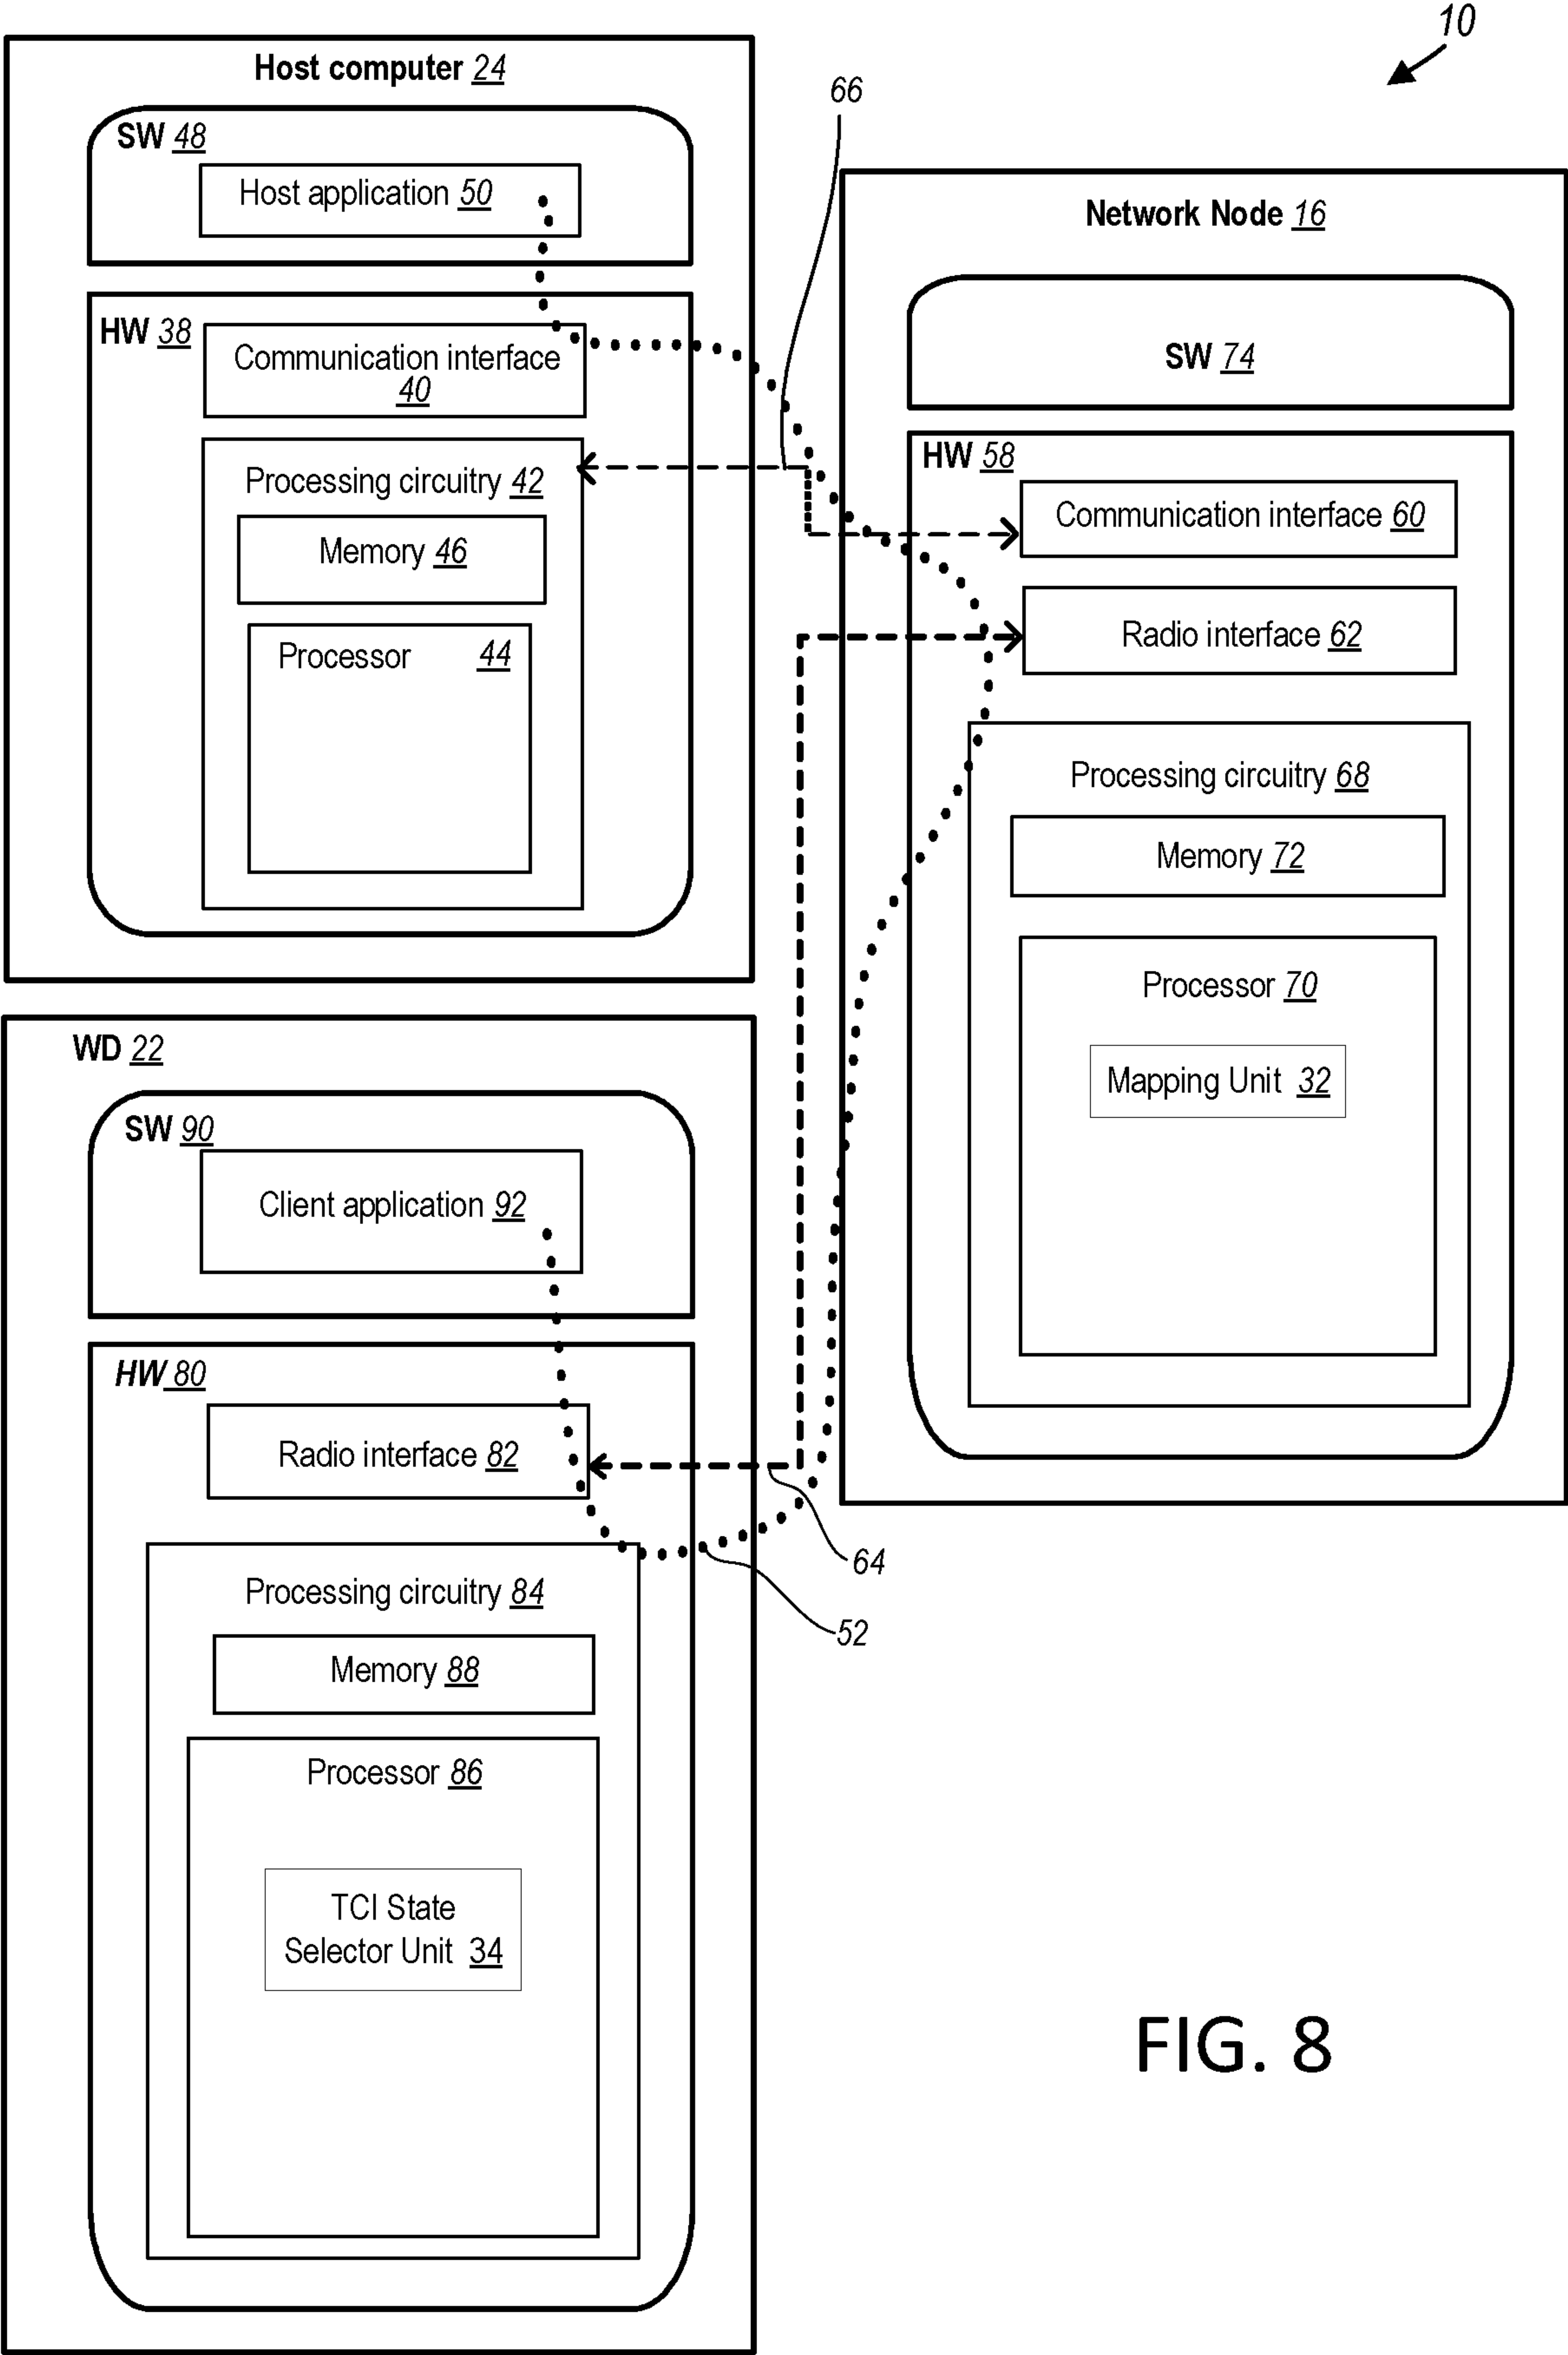 10
Host computer 24
SW 48
Host application 50
HW 38
Communication interface
40
Processing circuitry 42
Memory 46
Processor 44
66
Network Node 16
SW 74
HW 58
Communication interface 60
Radio interface 62
Processing circuitry 68
Memory 72
Processor 70
Mapping Unit 32
WD 22
SW 90
Client application 92
HW 80
Radio interface 82
64
52
Processing circuitry 84
Memory 88
Processor 86
TCI State
Selector Unit 34
FIG. 8